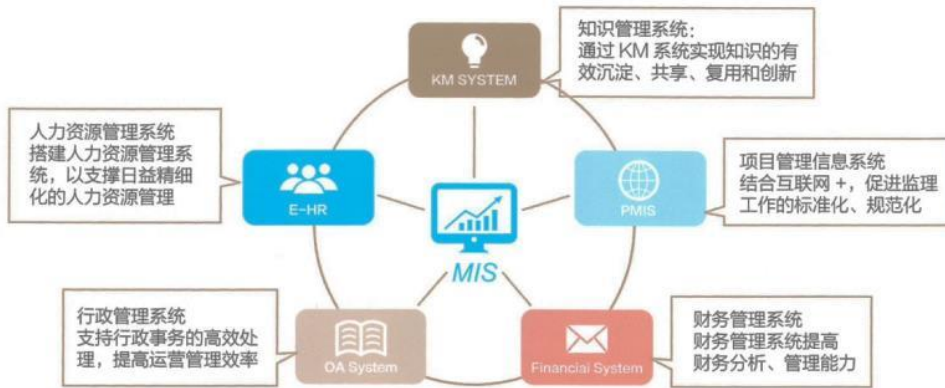 知识管理系统：
通过 KM 系统实现知识的有
效沉淀、共享、复用和创新
KM SYSTEM
人力资源管理系统
搭建人力资源管理系
统，以支撑日益精细
化的人力资源管理
E-HR
项目管理信息系统
结合互联网 +，促进监理
工作的标准化、规范化
PMIS
MIS
行政管理系统
支持行政事务的高效处
理，提高运营管理效率
OA System
Financiai System
财务管理系统
财务管理系统提高
财务分析、管理能力